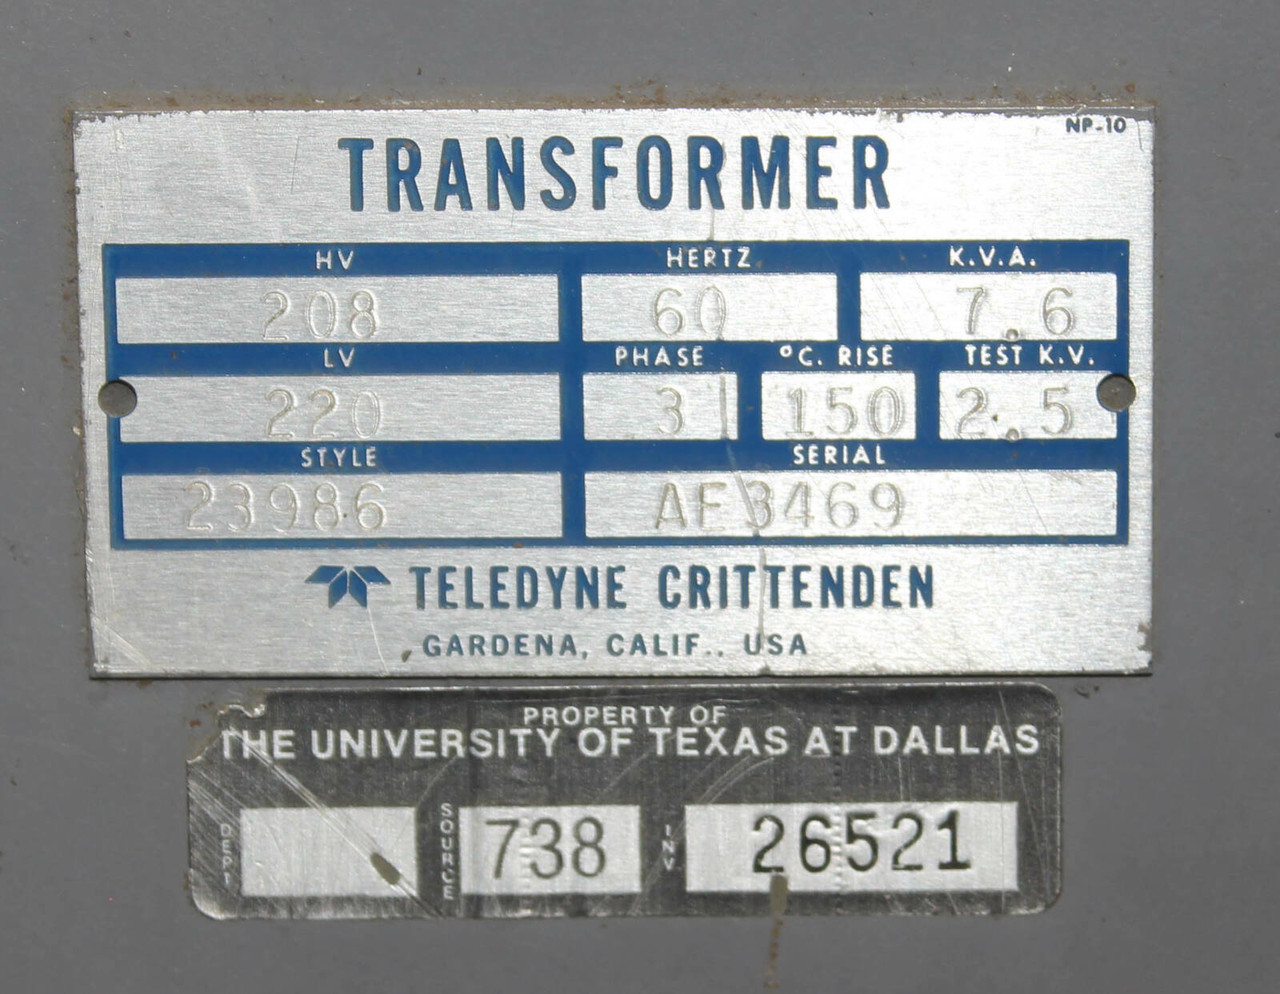 NP-10
TRANSFORMER
HV HERTZ K.V.A.
208 60 7.6
LV PHASE °C. RISE TEST K.V.
220 3 150 2.5
STYLE SERIAL
23986 AF3469
TELEDYNE CRITTENDEN
GARDENA, CALIF., USA
PROPERTY OF
THE UNIVERSITY OF TEXAS AT DALLAS
DEPT SOURCE 738 INV 26521